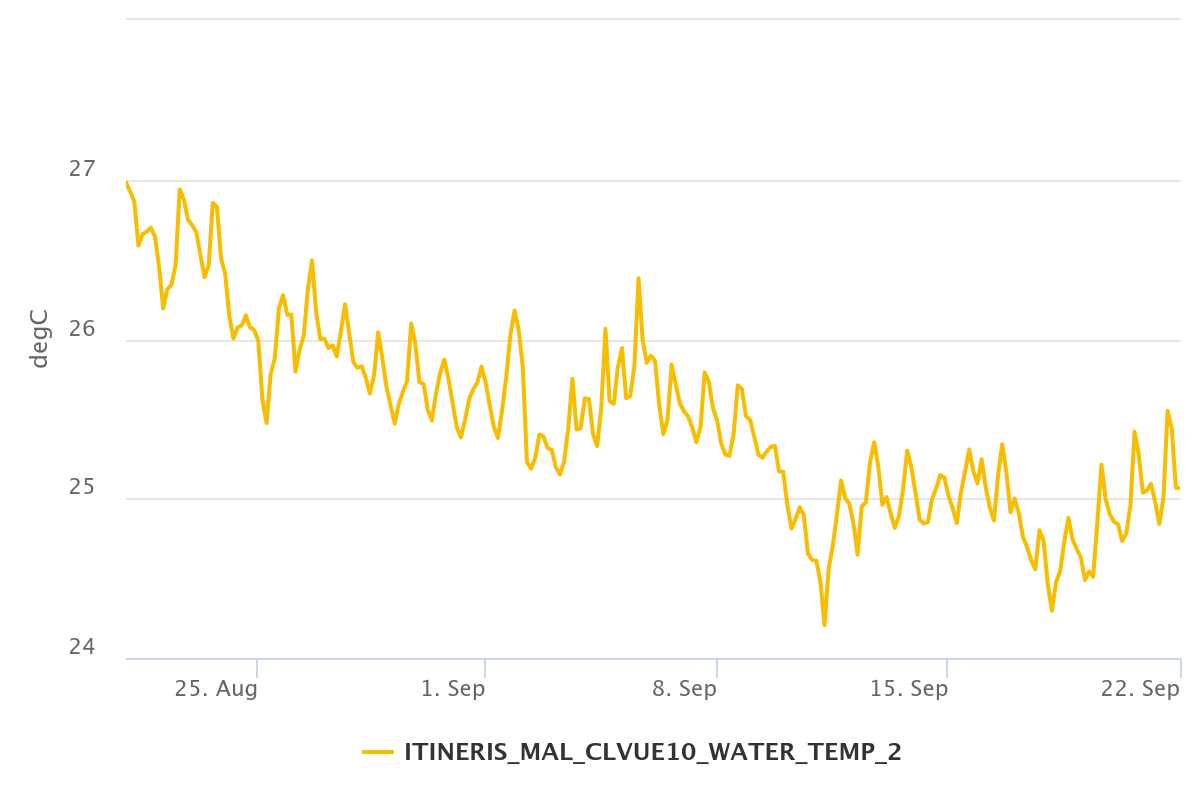 27
26
25
24
degC
25. Aug
1. Sep
8. Sep
15. Sep
22. Sep
ITINERIS_MAL_CLVUE10_WATER_TEMP_2